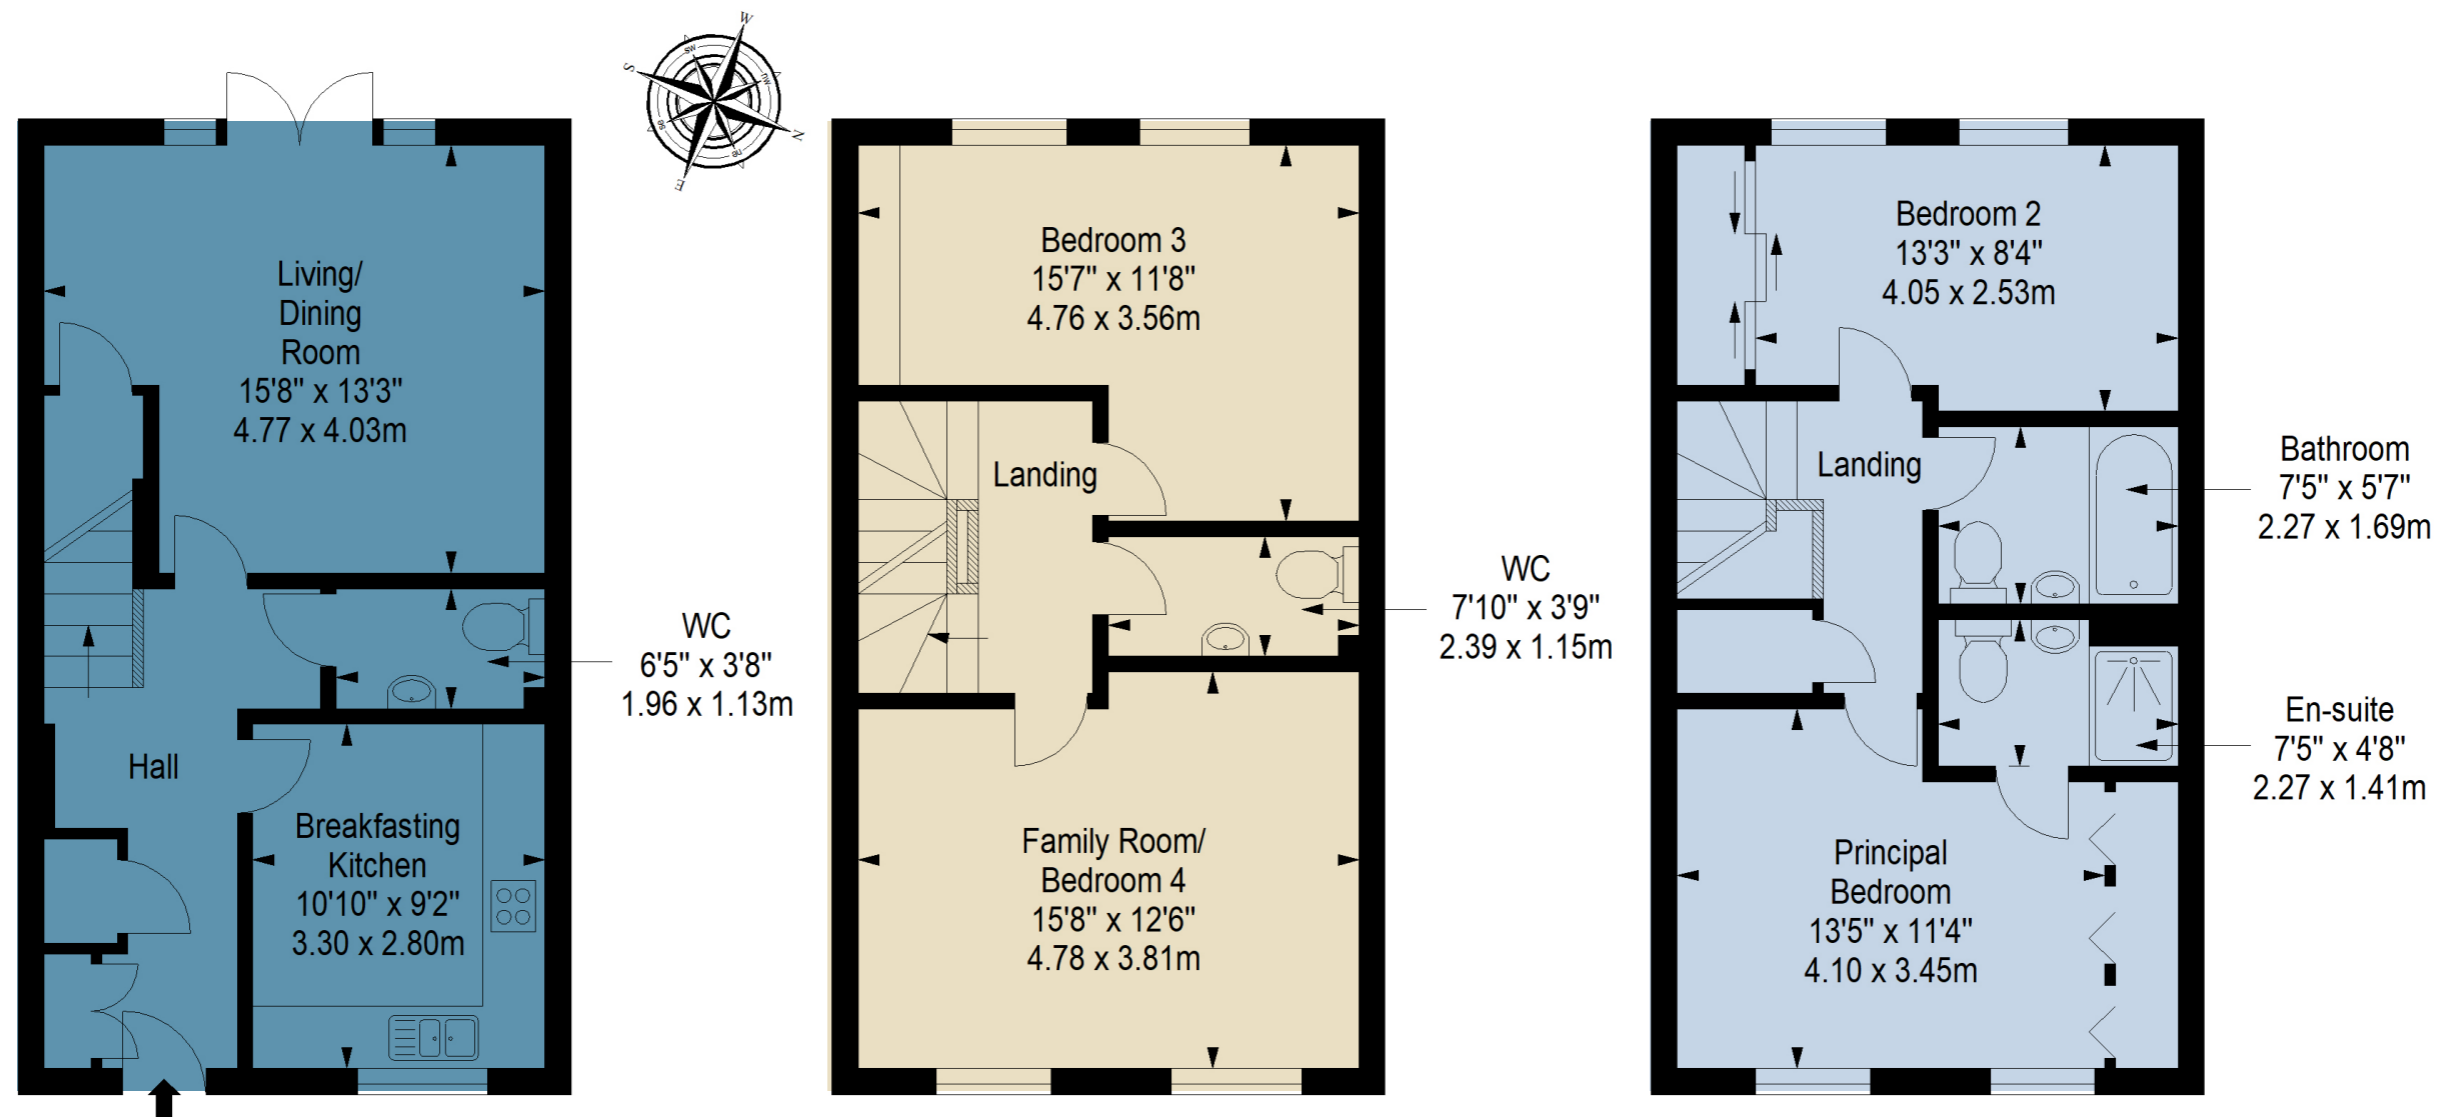 W
SW
nw
S
N
se
ne
E
Living/
Dining
Room
15'8" x 13'3"
4.77 x 4.03m
WC
6'5" x 3'8"
1.96 x 1.13m
Hall
Breakfasting
Kitchen
10'10" x 9'2"
3.30 x 2.80m
Bedroom 3
15'7" x 11'8"
4.76 x 3.56m
Landing
WC
7'10" x 3'9"
2.39 x 1.15m
Family Room/
Bedroom 4
15'8" x 12'6"
4.78 x 3.81m
Bedroom 2
13'3" x 8'4"
4.05 x 2.53m
Landing
Bathroom
7'5" x 5'7"
2.27 x 1.69m
En-suite
7'5" x 4'8"
2.27 x 1.41m
Principal
Bedroom
13'5" x 11'4"
4.10 x 3.45m